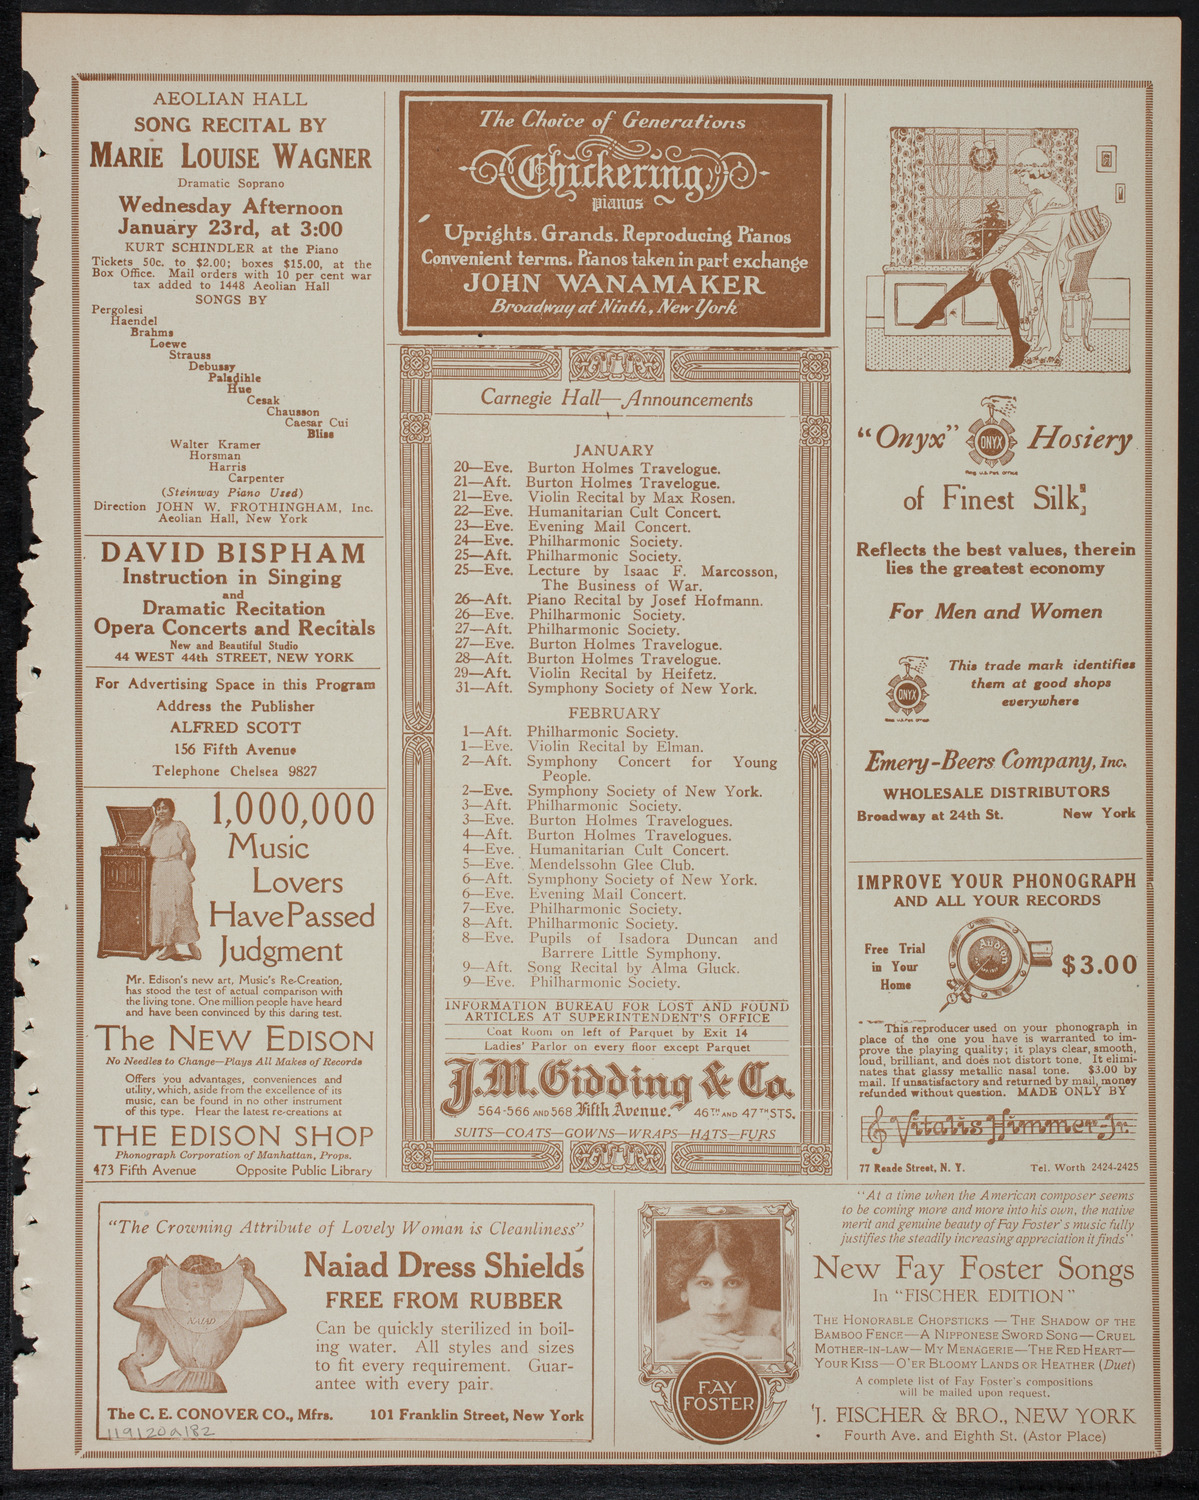 AEOLIAN HALL
SONG RECITAL BY
MARIE LOUISE WAGNER
Dramatic Soprano
Wednesday Afternoon
January 23rd, at 3:00
KURT SCHINDLER at the Piano
Tickets 50c. to $2.00; boxes $15.00, at the
Box Office. Mail orders with 10 per cent war
tax added to 1448 Aeolian Hall
SONGS BY
Pergolesi
Haendel
Brahms
Loewe
Strauss
Debussy
Paladihle
Hue
Cesak
Chausson
Caesar Cui
Bliss
Walter Kramer
Horsman
Harris
Carpenter
(Steinway Piano Used)
Direction JOHN W. FROTHINGHAM, Inc.
Aeolian Hall, New York
DAVID BISPHAM
Instruction in Singing
and
Dramatic Recitation
Opera Concerts and Recitals
New and Beautiful Studio
44 WEST 44th STREET, NEW YORK
For Advertising Space in this Program
Address the Publisher
ALFRED SCOTT
156 Fifth Avenue
Telephone Chelsea 9827
1,000,000
Music
Lovers
Have Passed
Judgment
Mr. Edison's new art, Music's Re-Creation,
has stood the test of actual comparison with
the living tone. One million people have heard
and have been convinced by this daring test.
The NEW EDISON
No Needles to Change—Plays All Makes of Records
Offers you advantages, conveniences and
utility, which, aside from the excellence of its
music, can be found in no other instrument
of this type. Hear the latest re-creations at
THE EDISON SHOP
Phonograph Corporation of Manhattan, Props.
473 Fifth Avenue Opposite Public Library
The Choice of Generations
Chickering
pianos
Uprights. Grands. Reproducing Pianos
Convenient terms. Pianos taken in part exchange
JOHN WANAMAKER
Broadway at Ninth, New York
Carnegie Hall—Announcements
JANUARY
20—Eve. Burton Holmes Travelogue.
21—Aft. Burton Holmes Travelogue.
21—Eve. Violin Recital by Max Rosen.
22—Eve. Humanitarian Cult Concert.
23—Eve. Evening Mail Concert.
24—Eve. Philharmonic Society.
25—Aft. Philharmonic Society.
25—Eve. Lecture by Isaac F. Marcosson,
The Business of War.
26—Aft. Piano Recital by Josef Hofmann.
26—Eve. Philharmonic Society.
27—Aft. Philharmonic Society.
27—Eve. Burton Holmes Travelogue.
28—Aft. Burton Holmes Travelogue.
29—Aft. Violin Recital by Heifetz.
31—Aft. Symphony Society of New York.
FEBRUARY
1—Aft. Philharmonic Society.
1—Eve. Violin Recital by Elman.
2—Aft. Symphony Concert for Young
People.
2—Eve. Symphony Society of New York.
3—Aft. Philharmonic Society.
3—Eve. Burton Holmes Travelogues.
4—Aft. Burton Holmes Travelogues.
4—Eve. Humanitarian Cult Concert.
5—Eve. Mendelssohn Glee Club.
6—Aft. Symphony Society of New York.
6—Eve. Evening Mail Concert.
7—Eve. Philharmonic Society.
8—Aft. Philharmonic Society.
8—Eve. Pupils of Isadora Duncan and
Barrere Little Symphony.
9—Aft. Song Recital by Alma Gluck.
9—Eve. Philharmonic Society.
INFORMATION BUREAU FOR LOST AND FOUND
ARTICLES AT SUPERINTENDENT'S OFFICE
Coat Room on left of Parquet by Exit 14
Ladies' Parlor on every floor except Parquet
J.M. Gidding & Co.
564-566 AND 568 Fifth Avenue. 46TH AND 47TH STS.
SUITS—COATS—GOWNS—WRAPS—HATS—FURS
"Onyx" ONYX Hosiery
Reg. U.S. Pat. Office
of Finest Silk;
Reflects the best values, therein
lies the greatest economy
For Men and Women
ONYX
Reg. U.S. Pat. Office
This trade mark identifies
them at good shops
everywhere
Emery-Beers Company, Inc.
WHOLESALE DISTRIBUTORS
Broadway at 24th St. New York
IMPROVE YOUR PHONOGRAPH
AND ALL YOUR RECORDS
Free Trial
in Your
Home
Audion
$3.00
This reproducer used on your phonograph in
place of the one you have is warranted to im-
prove the playing quality; it plays clear, smooth,
loud, brilliant, and does not distort tone. It elimi-
nates that glassy metallic nasal tone. $3.00 by
mail. If unsatisfactory and returned by mail, money
refunded without question. MADE ONLY BY
Vitalis Himmer-Jr.
77 Reade Street, N. Y. Tel. Worth 2424-2425
"The Crowning Attribute of Lovely Woman is Cleanliness"
NAIAD
Naiad Dress Shields
FREE FROM RUBBER
Can be quickly sterilized in boil-
ing water. All styles and sizes
to fit every requirement. Guar-
antee with every pair.
The C. E. CONOVER CO., Mfrs. 101 Franklin Street, New York
119120a182
FAY
FOSTER
"At a time when the American composer seems
to be coming more and more into his own, the native
merit and genuine beauty of Fay Foster's music fully
justifies the steadily increasing appreciation it finds"
New Fay Foster Songs
In "FISCHER EDITION"
THE HONORABLE CHOPSTICKS — THE SHADOW OF THE
BAMBOO FENCE—A NIPPONESE SWORD SONG—CRUEL
MOTHER-IN-LAW—MY MENAGERIE—THE RED HEART—
YOUR KISS—O'ER BLOOMY LANDS OR HEATHER (Duet)
A complete list of Fay Foster's compositions
will be mailed upon request.
J. FISCHER & BRO., NEW YORK
Fourth Ave. and Eighth St. (Astor Place)